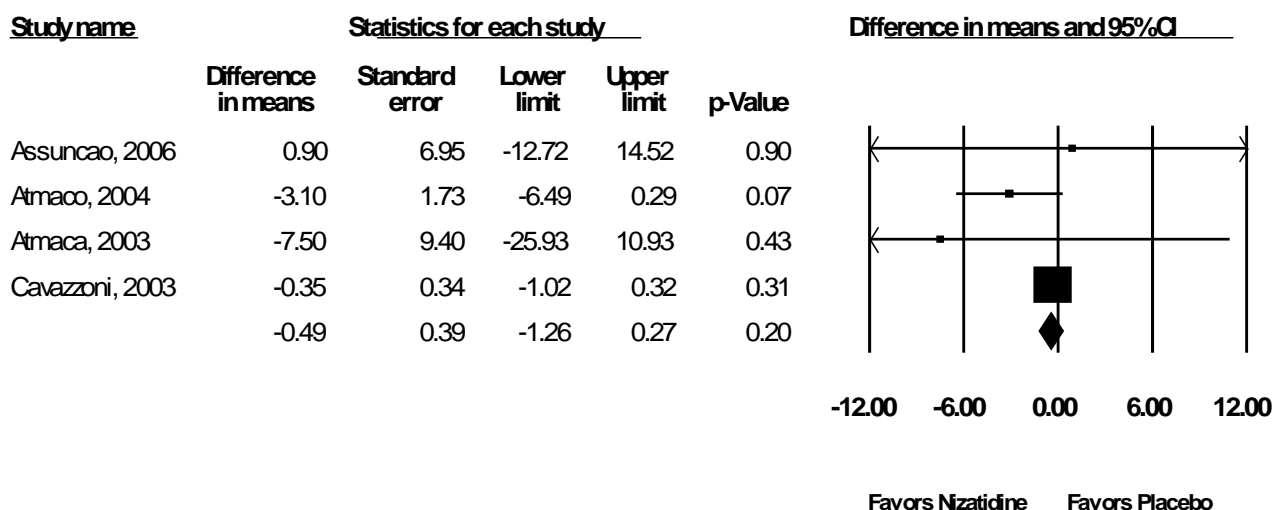 Study name Statistics for each study Difference in means and 95% CI
Difference Standard Lower Upper
in means error limit limit p-Value
Assuncao, 2006 0.90 6.95 -12.72 14.52 0.90
Atmaco, 2004 -3.10 1.73 -6.49 0.29 0.07
Atmaca, 2003 -7.50 9.40 -25.93 10.93 0.43
Cavazzoni, 2003 -0.35 0.34 -1.02 0.32 0.31
-0.49 0.39 -1.26 0.27 0.20
-12.00 -6.00 0.00 6.00 12.00
Favors Nizatidine Favors Placebo